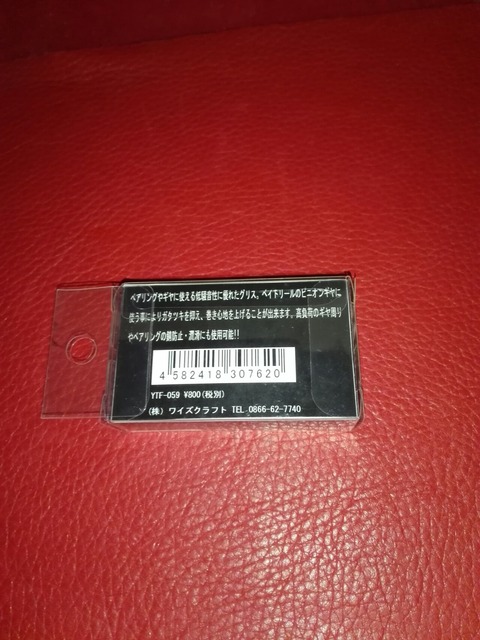 ベアリングやギヤに使える低騒音性に優れたグリス。ベイトリールのピニオンギヤに
使う事によりガタツキを抑え、巻き心地を上げることが出来ます。高負荷のギヤ周り
やベアリングの錆防止・潤滑にも使用可能!!
4 582418 307620
YTF-059 ¥800(税別)
(株) ワイズクラフト TEL 0866-62-7740